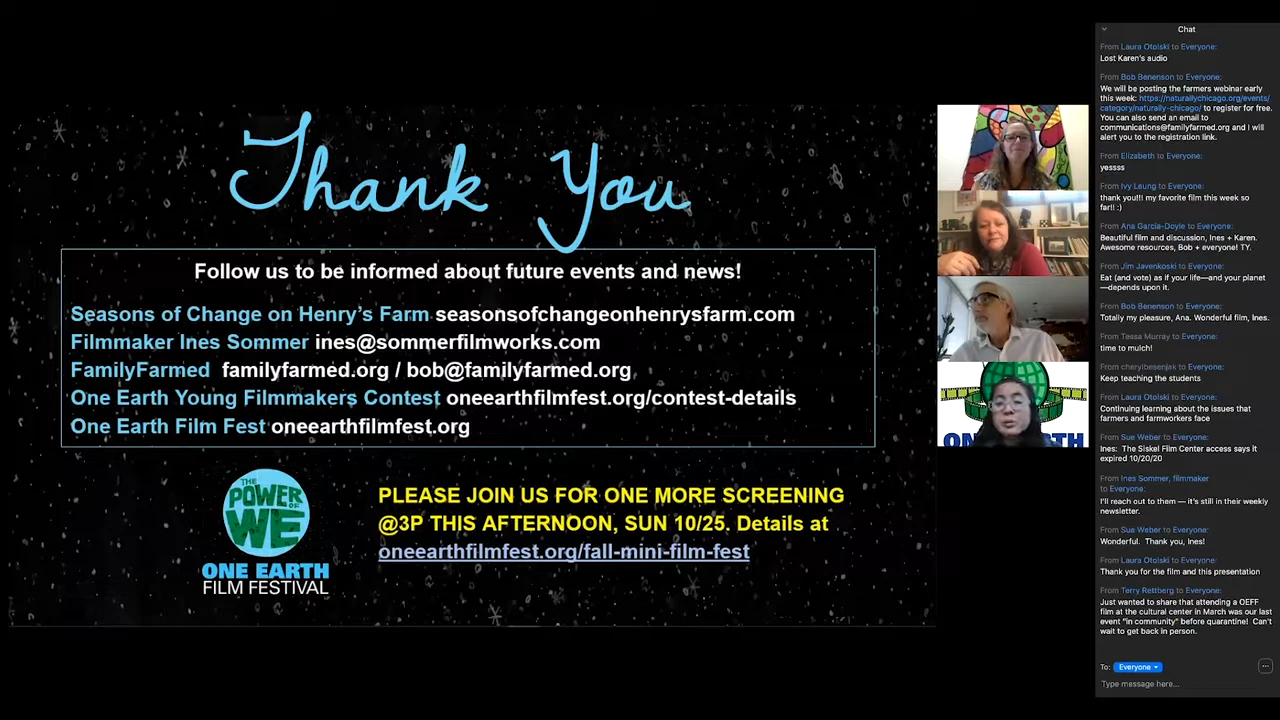 Thank You
Follow us to be informed about future events and news!
Seasons of Change on Henry's Farm seasonsofchangeonhenrysfarm.com
Filmmaker Ines Sommer ines@sommerfilmworks.com
FamilyFarmed familyfarmed.org / bob@familyfarmed.org
One Earth Young Filmmakers Contest oneearthfilmfest.org/contest-details
One Earth Film Fest oneearthfilmfest.org
THE
POWER
OF
WE
ONE EARTH
FILM FESTIVAL
PLEASE JOIN US FOR ONE MORE SCREENING
@3P THIS AFTERNOON, SUN 10/25. Details at
oneearthfilmfest.org/fall-mini-film-fest
ONE EARTH
Chat
From Laura Otolski to Everyone:
Lost Karen's audio
From Bob Benenson to Everyone:
We will be posting the farmers webinar early
this week: https://naturallychicago.org/events/
category/naturally-chicago/ to register for free.
You can also send an email to
communications@familyfarmed.org and I will
alert you to the registration link.
From Elizabeth to Everyone:
yessss
From Ivy Leung to Everyone:
thank you!!! my favorite film this week so
far!! :)
From Ana Garcia-Doyle to Everyone:
Beautiful film and discussion, Ines + Karen.
Awesome resources, Bob + everyone! TY.
From Jim Javenkoski to Everyone:
Eat (and vote) as if your life—and your planet
—depends upon it.
From Bob Benenson to Everyone:
Totally my pleasure, Ana. Wonderful film, Ines.
From Tessa Murray to Everyone:
time to mulch!
From cherylbesenjak to Everyone:
Keep teaching the students
From Laura Otolski to Everyone:
Continuing learning about the issues that
farmers and farmworkers face
From Sue Weber to Everyone:
Ines: The Siskel Film Center access says it
expired 10/20/20
From Ines Sommer, filmmaker
to Everyone:
I'll reach out to them — it's still in their weekly
newsletter.
From Sue Weber to Everyone:
Wonderful. Thank you, Ines!
From Laura Otolski to Everyone:
Thank you for the film and this presentation
From Terry Rettberg to Everyone:
Just wanted to share that attending a OEFF
film at the cultural center in March was our last
event "in community" before quarantine! Can't
wait to get back in person.
To: Everyone
Type message here...